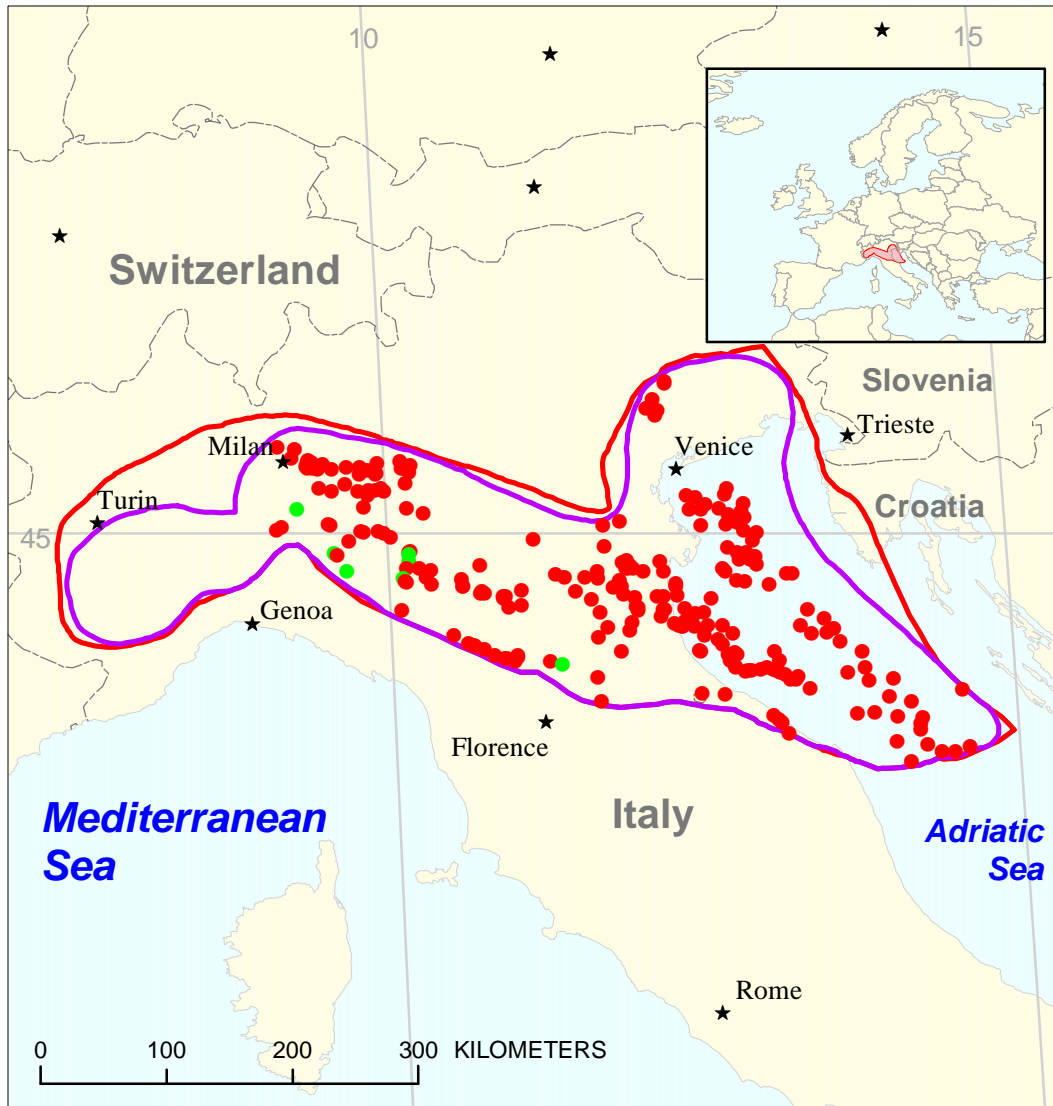 10
15
Switzerland
Slovenia
Milan
Venice
Trieste
Turin
Croatia
45
Genoa
Florence
Italy
Mediterranean
Sea
Adriatic
Sea
Rome
0
100
200
300
KILOMETERS